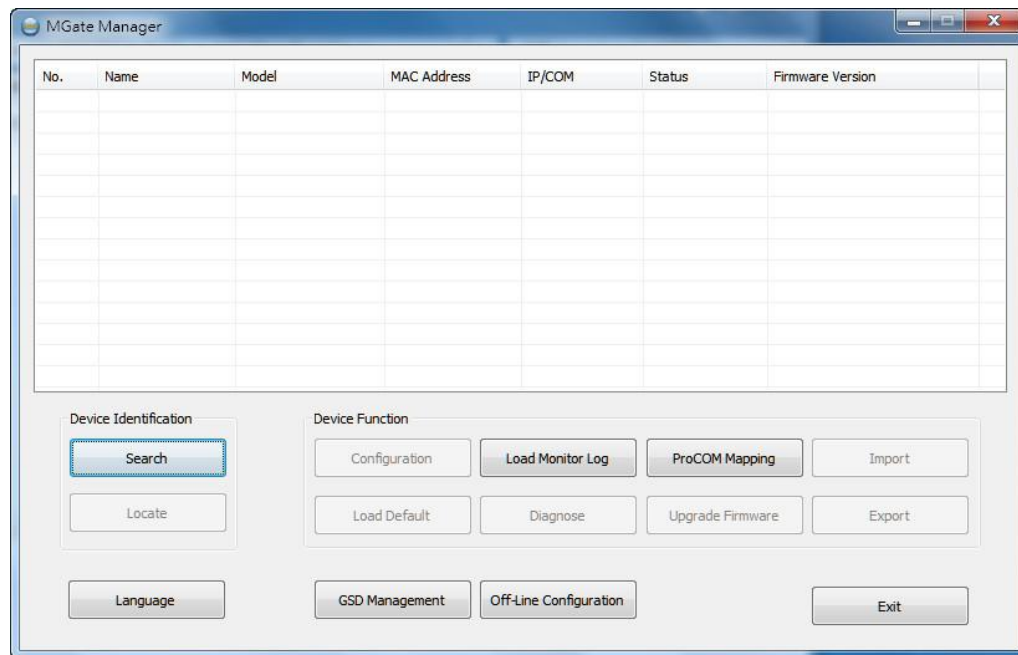 MGate Manager
No. Name Model MAC Address IP/COM Status Firmware Version
Device Identification Device Function
Search Configuration Load Monitor Log ProCOM Mapping Import
Locate Load Default Diagnose Upgrade Firmware Export
Language GSD Management Off-Line Configuration Exit